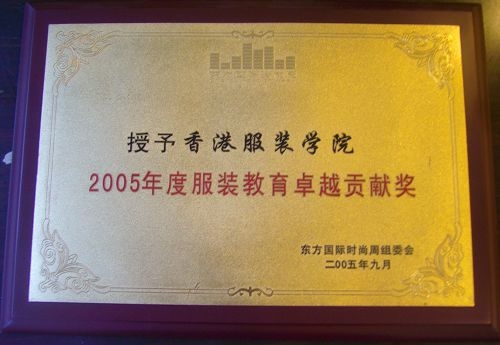 授予香港服装学院
2005年度服装教育卓越贡献奖
东方国际时尚周组委会
二00五年九月